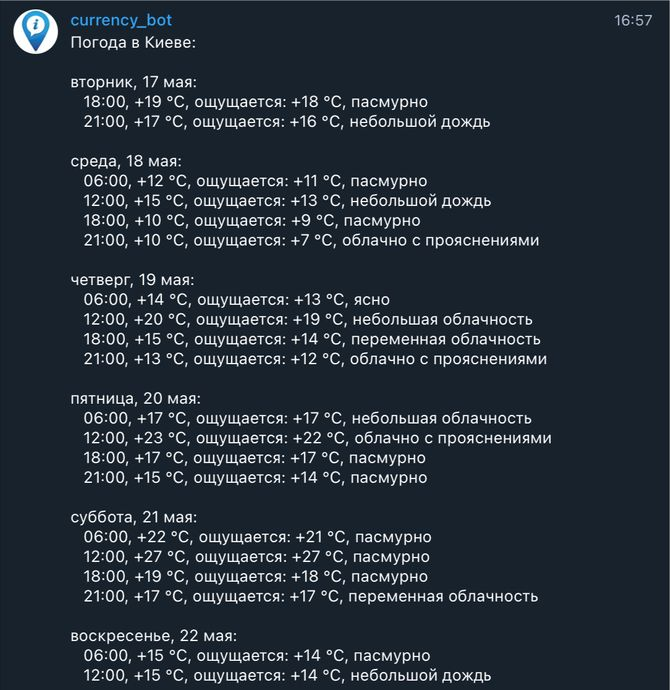 currency_bot 16:57
Погода в Киеве:
вторник, 17 мая:
18:00, +19 °C, ощущается: +18 °C, пасмурно
21:00, +17 °C, ощущается: +16 °C, небольшой дождь
среда, 18 мая:
06:00, +12 °C, ощущается: +11 °C, пасмурно
12:00, +15 °C, ощущается: +13 °C, небольшой дождь
18:00, +10 °C, ощущается: +9 °C, пасмурно
21:00, +10 °C, ощущается: +7 °C, облачно с прояснениями
четверг, 19 мая:
06:00, +14 °C, ощущается: +13 °C, ясно
12:00, +20 °C, ощущается: +19 °C, небольшая облачность
18:00, +15 °C, ощущается: +14 °C, переменная облачность
21:00, +13 °C, ощущается: +12 °C, облачно с прояснениями
пятница, 20 мая:
06:00, +17 °C, ощущается: +17 °C, небольшая облачность
12:00, +23 °C, ощущается: +22 °C, облачно с прояснениями
18:00, +17 °C, ощущается: +17 °C, пасмурно
21:00, +15 °C, ощущается: +14 °C, пасмурно
суббота, 21 мая:
06:00, +22 °C, ощущается: +21 °C, пасмурно
12:00, +27 °C, ощущается: +27 °C, пасмурно
18:00, +19 °C, ощущается: +18 °C, пасмурно
21:00, +17 °C, ощущается: +17 °C, переменная облачность
воскресенье, 22 мая:
06:00, +15 °C, ощущается: +14 °C, пасмурно
12:00, +15 °C, ощущается: +14 °C, небольшой дождь